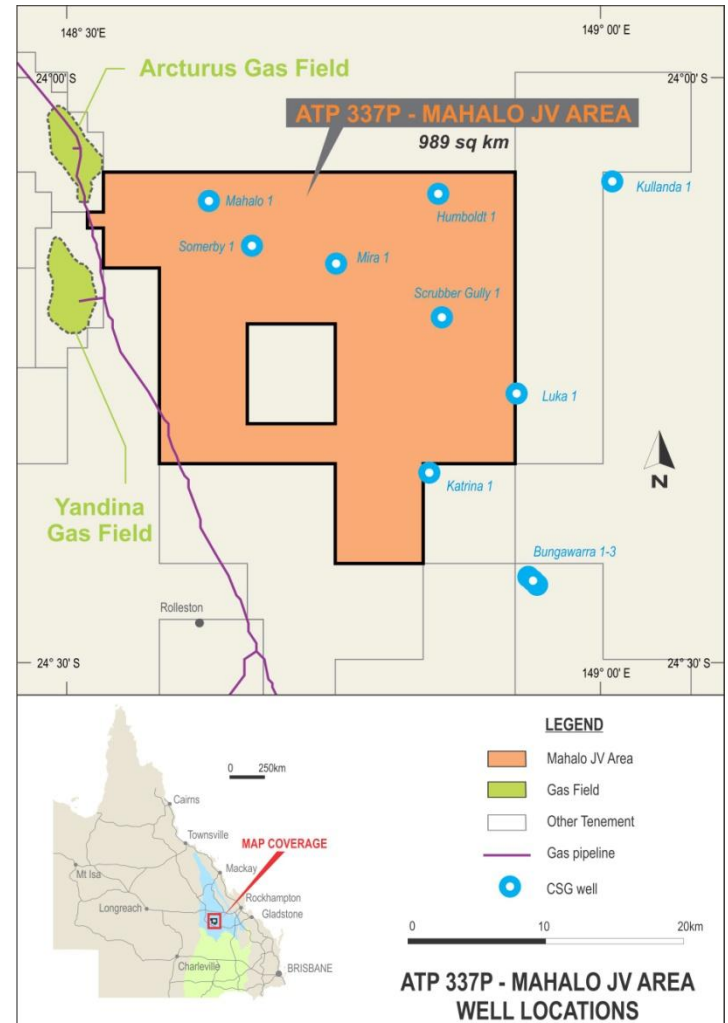 148° 30'E
149° 00' E
24° 00' S
24° 00' S
Arcturus Gas Field
ATP 337P - MAHALO JV AREA
989 sq km
Kullanda 1
Mahalo 1
Humboldt 1
Somerby 1
Mira 1
Scrubber Gully 1
Luka 1
N
Katrina 1
Yandina
Gas Field
Bungawarra 1-3
Rolleston
24° 30' S
149° 00' E
24° 30' S
LEGEND
Mahalo JV Area
Gas Field
Other Tenement
Gas pipeline
CSG well
0 10 20km
ATP 337P - MAHALO JV AREA
WELL LOCATIONS
0 250km
Cairns
Townsville
MAP COVERAGE
Mt Isa
Mackay
Rockhampton
Longreach
Gladstone
Charleville
BRISBANE